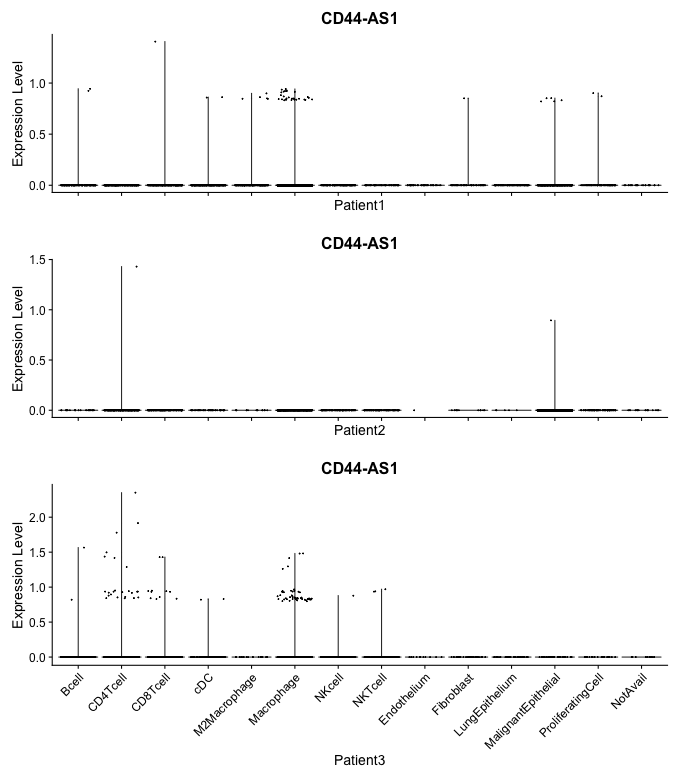 CD44-AS1
Expression Level
1.0
0.5
0.0
Patient1
CD44-AS1
Expression Level
1.5
1.0
0.5
0.0
Patient2
CD44-AS1
Expression Level
2.0
1.5
1.0
0.5
0.0
Bcell
CD4Tcell
CD8Tcell
cDC
M2Macrophage
Macrophage
NKcell
NKTcell
Endothelium
Fibroblast
LungEpithelium
MalignantEpithelial
ProliferatingCell
NotAvail
Patient3